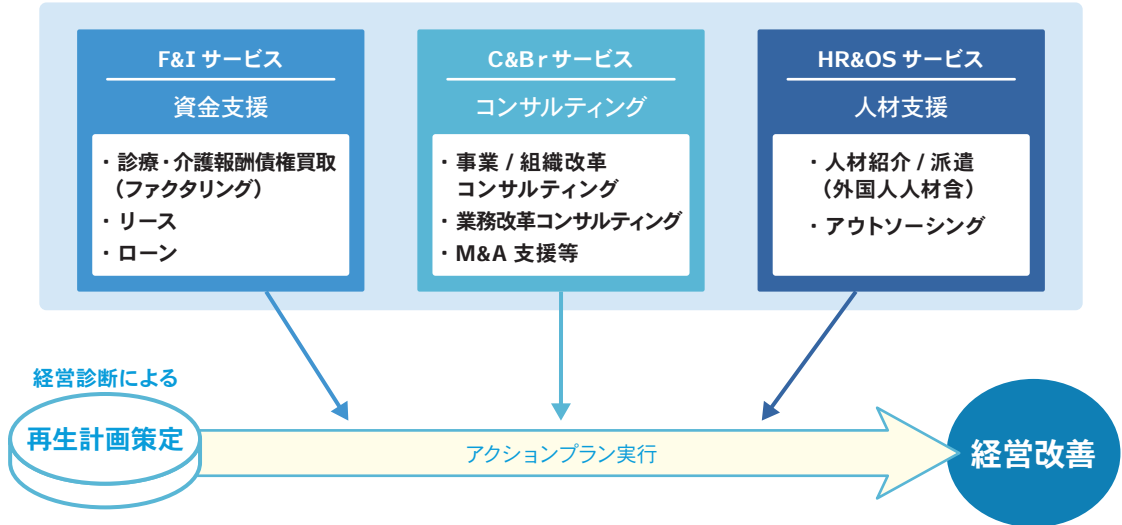 F&I サービス
資金支援
・診療・介護報酬債権買取
（ファクタリング）
・リース
・ローン
C&Br サービス
コンサルティング
・事業 / 組織改革
コンサルティング
・業務改革コンサルティング
・M&A 支援等
HR&OS サービス
人材支援
・人材紹介 / 派遣
（外国人人材含）
・アウトソーシング
経営診断による
再生計画策定
アクションプラン実行
経営改善